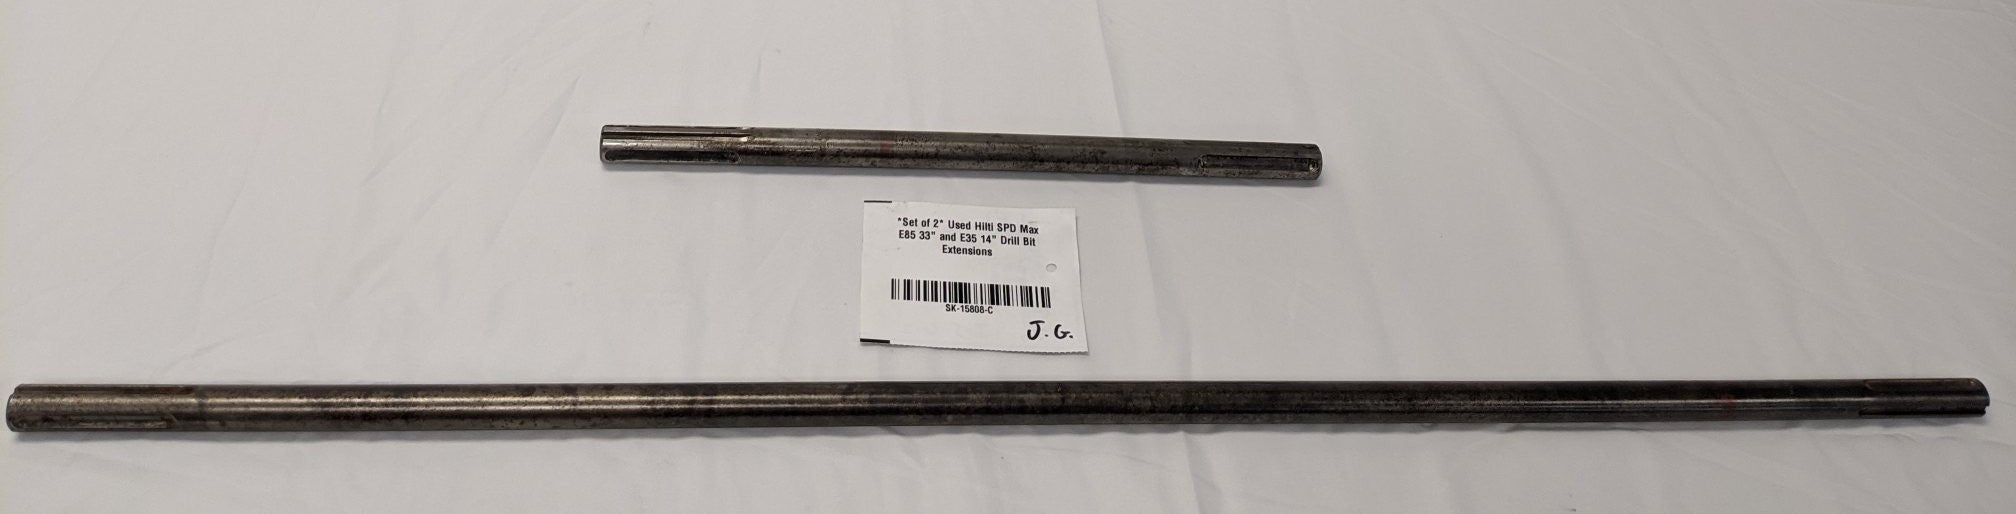 *Set of 2* Used Hilti SPD Max
E85 33" and E35 14" Drill Bit
Extensions
SK-15808-C
J.G.